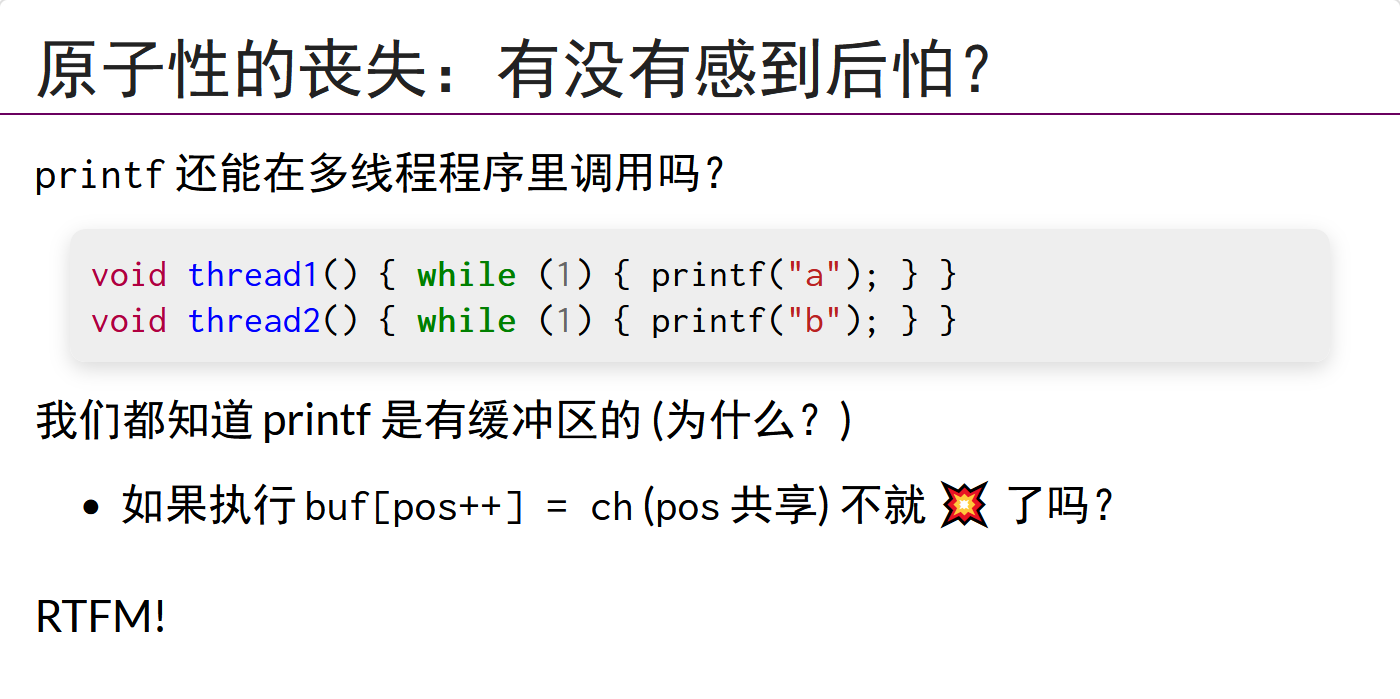 原子性的丧失：有没有感到后怕？
printf 还能在多线程程序里调用吗？
void thread1() { while (1) { printf("a"); } }
void thread2() { while (1) { printf("b"); } }
我们都知道 printf 是有缓冲区的 (为什么？)
• 如果执行 buf[pos++] = ch (pos 共享) 不就 💥 了吗？
RTFM!